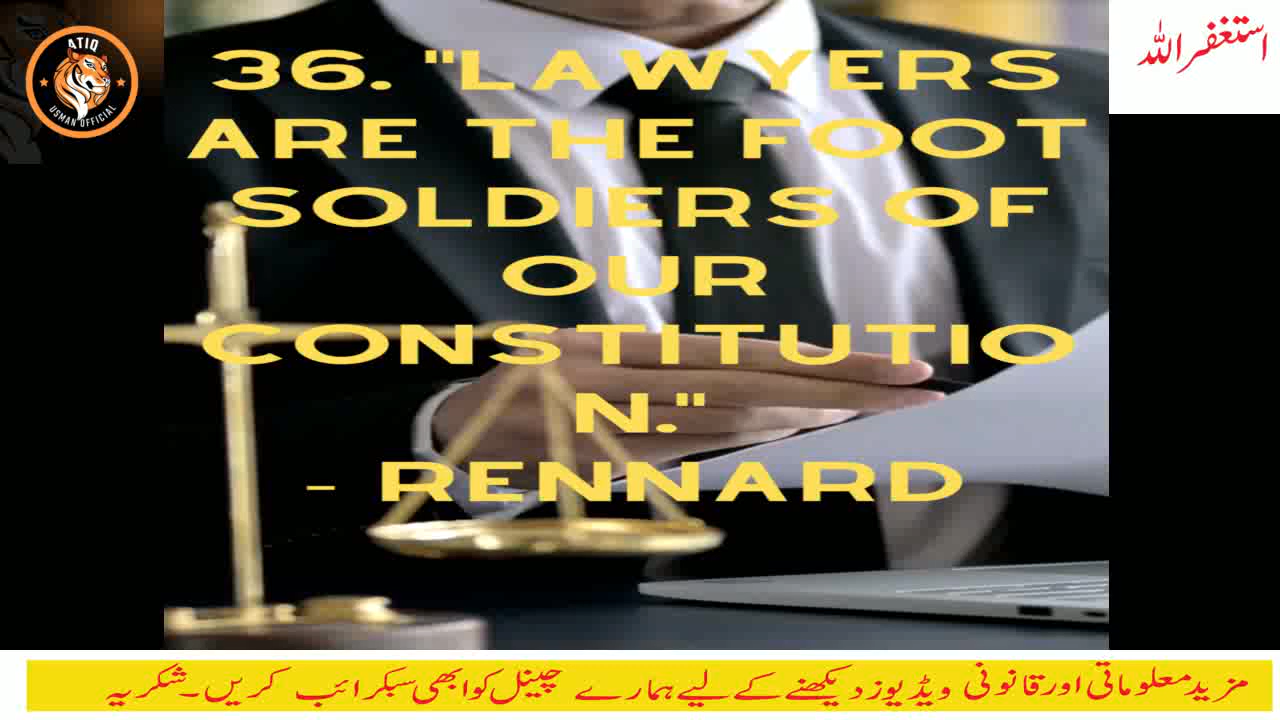 ATIQ
USMAN OFFICIAL
استغفراللہ
36. "LAWYERS
ARE THE FOOT
SOLDIERS OF
OUR
CONSTITUTIO
N."
- RENNARD
مزید معلوماتی اور قانونی ویڈیوز دیکھنے کے لیے ہمارے چینل کو ابھی سبکرائب کریں۔ شکریہ